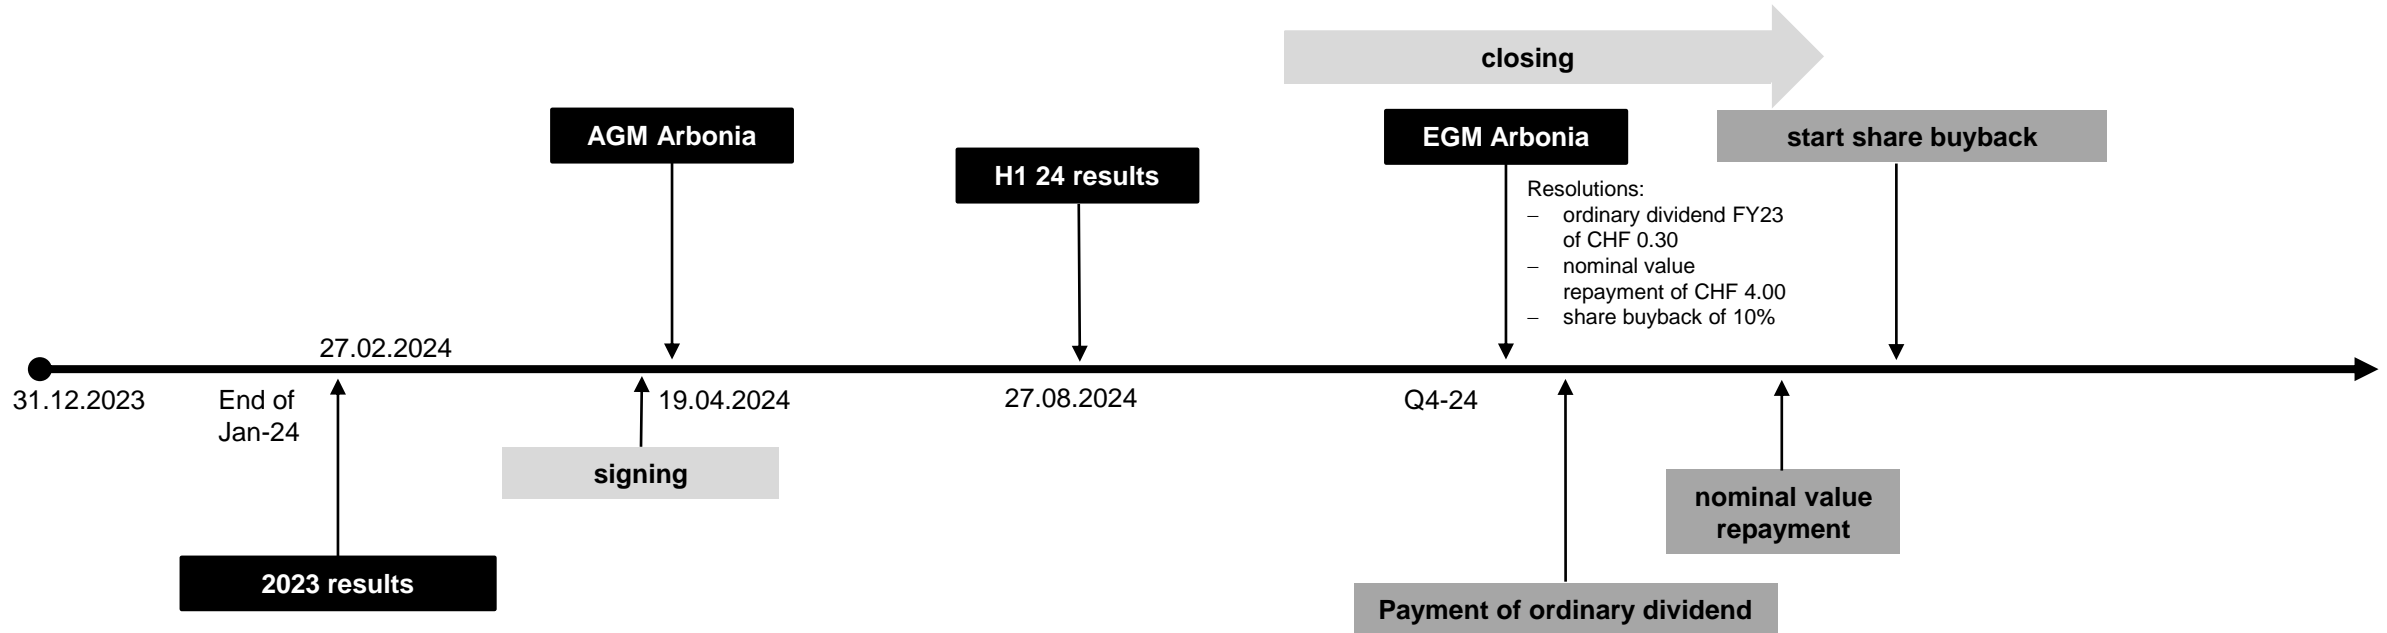 closing
AGM Arbonia
EGM Arbonia
start share buyback
H1 24 results
Resolutions:
– ordinary dividend FY23
of CHF 0.30
– nominal value
repayment of CHF 4.00
– share buyback of 10%
27.02.2024
31.12.2023
End of
Jan-24
19.04.2024
27.08.2024
Q4-24
signing
nominal value
repayment
2023 results
Payment of ordinary dividend